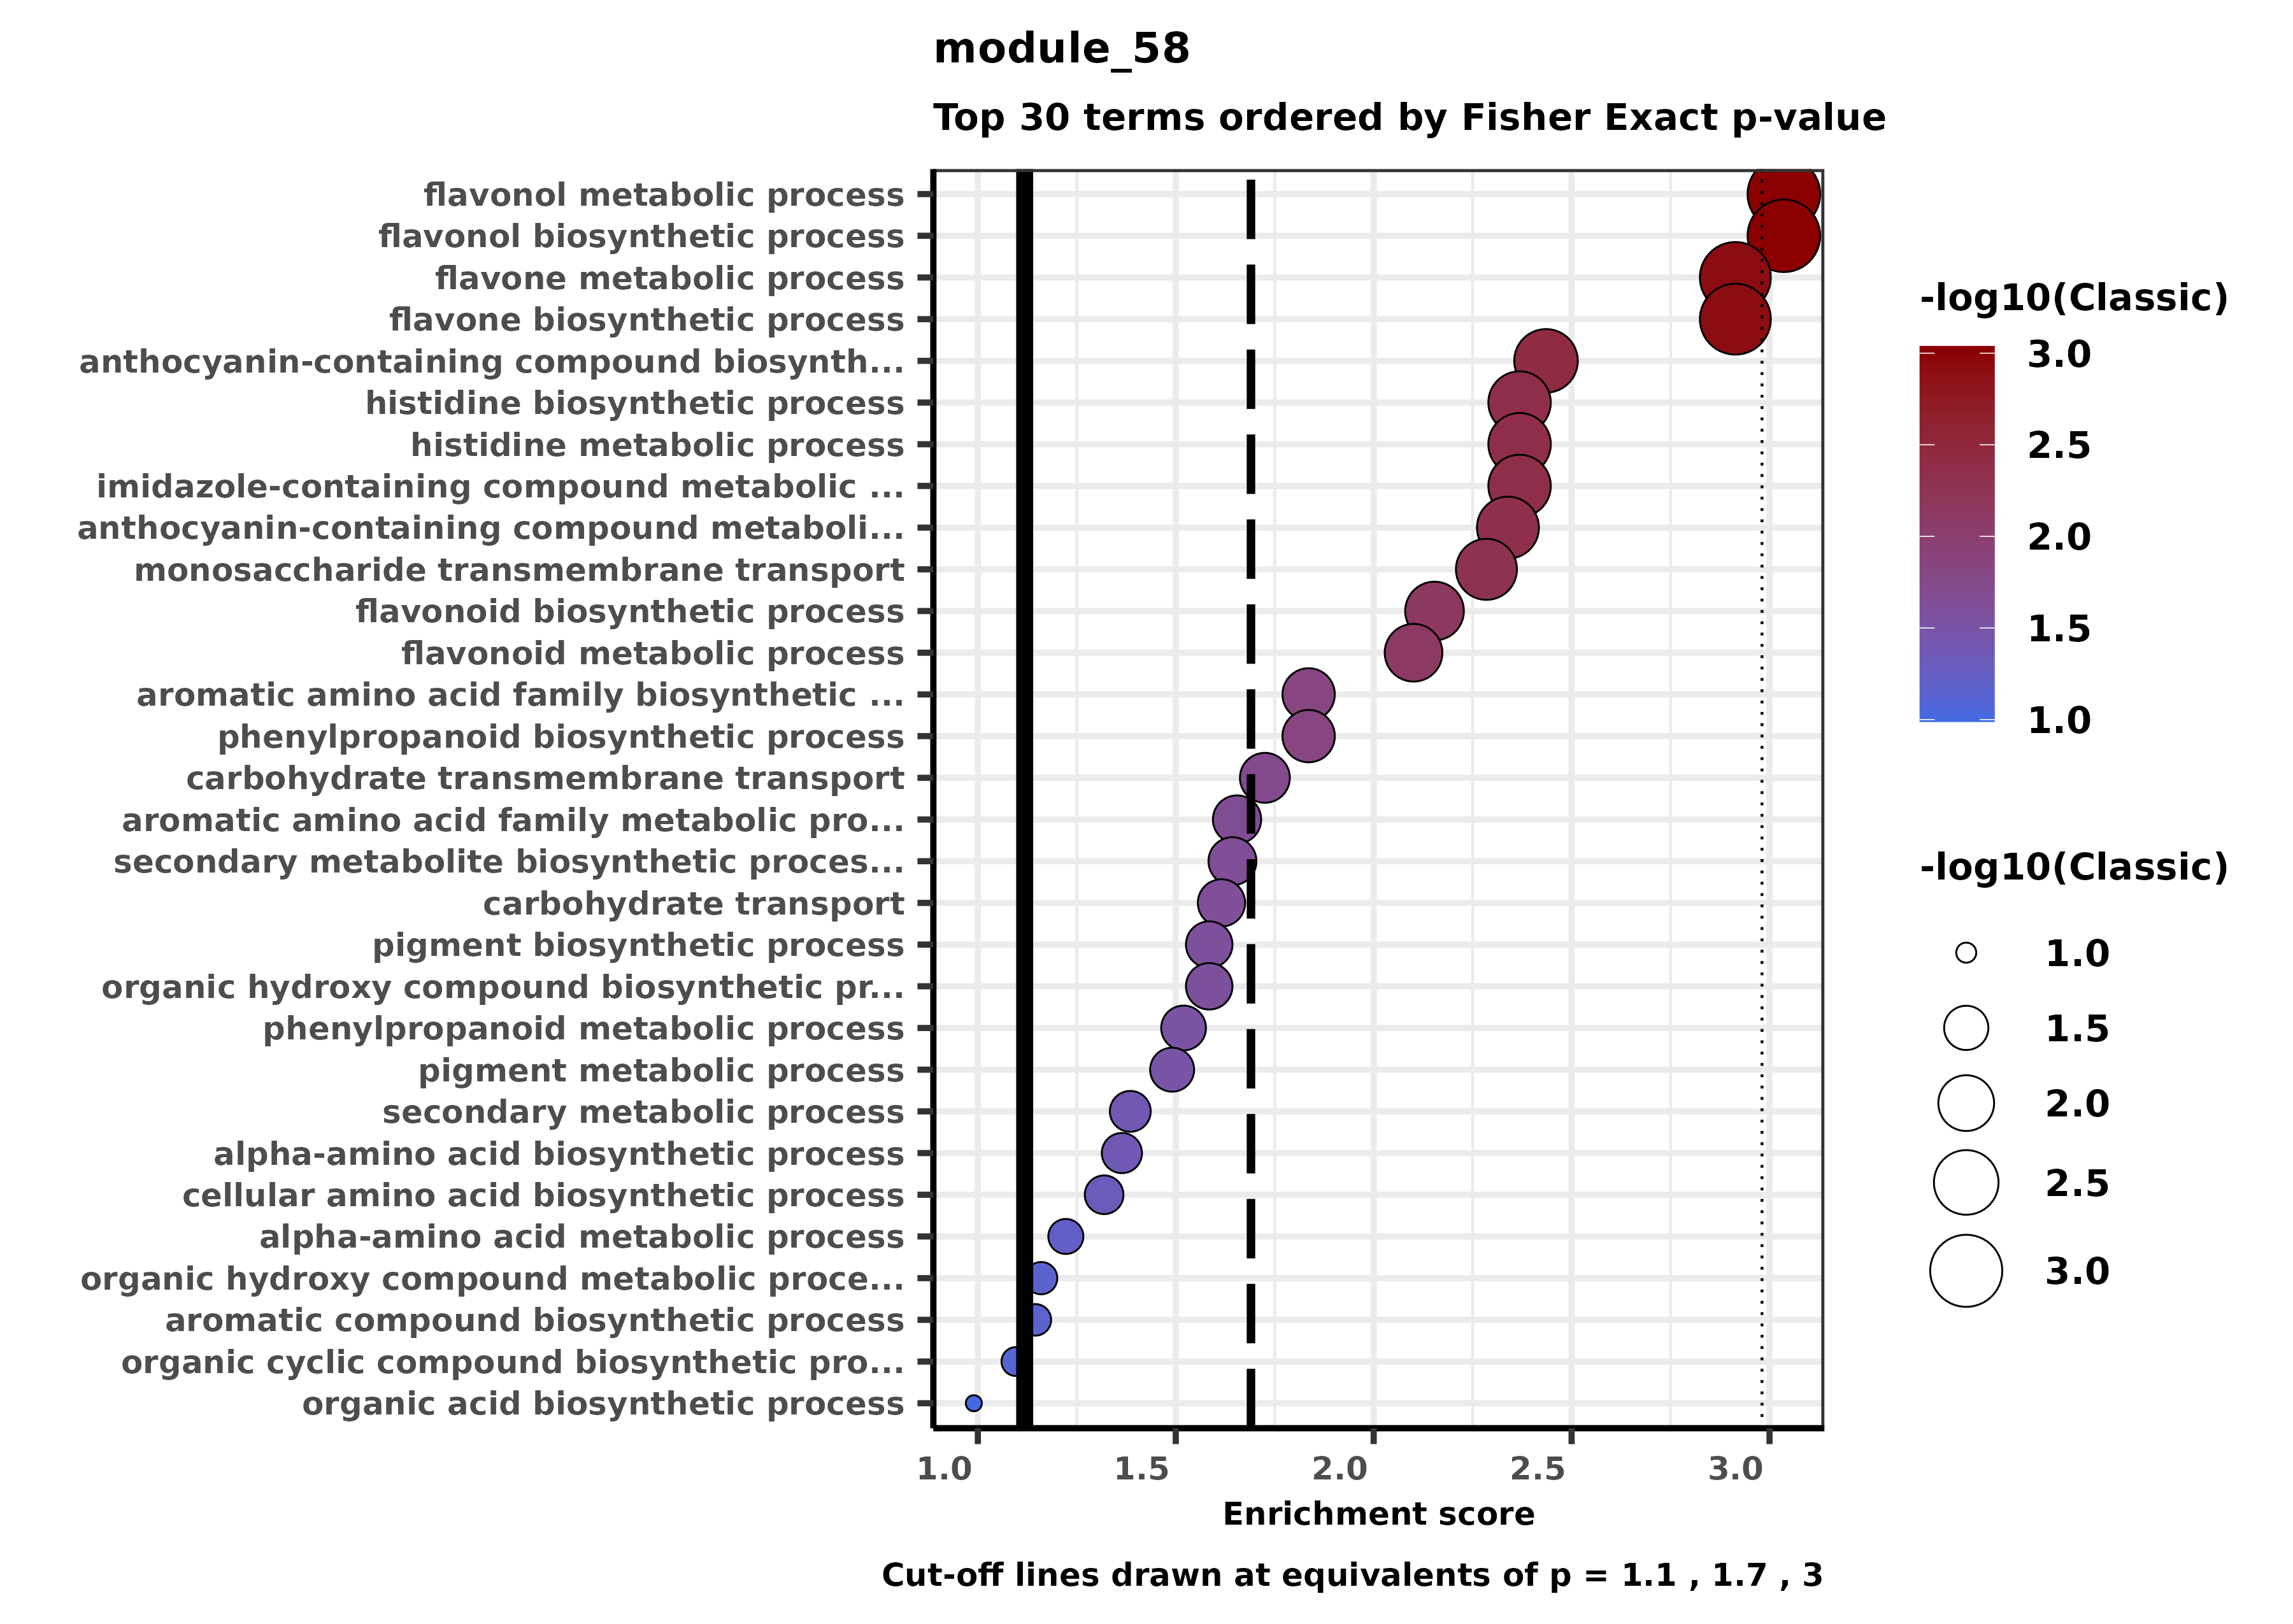 module_58
Top 30 terms ordered by Fisher Exact p-value
flavonol metabolic process
flavonol biosynthetic process
flavone metabolic process
flavone biosynthetic process
anthocyanin-containing compound biosynth...
histidine biosynthetic process
histidine metabolic process
imidazole-containing compound metabolic ...
anthocyanin-containing compound metaboli...
monosaccharide transmembrane transport
flavonoid biosynthetic process
flavonoid metabolic process
aromatic amino acid family biosynthetic ...
phenylpropanoid biosynthetic process
carbohydrate transmembrane transport
aromatic amino acid family metabolic pro...
secondary metabolite biosynthetic proces...
carbohydrate transport
pigment biosynthetic process
organic hydroxy compound biosynthetic pr...
phenylpropanoid metabolic process
pigment metabolic process
secondary metabolic process
alpha-amino acid biosynthetic process
cellular amino acid biosynthetic process
alpha-amino acid metabolic process
organic hydroxy compound metabolic proce...
aromatic compound biosynthetic process
organic cyclic compound biosynthetic pro...
organic acid biosynthetic process
1.0 1.5 2.0 2.5 3.0
Enrichment score
Cut-off lines drawn at equivalents of p = 1.1 , 1.7 , 3
-log10(Classic)
3.0
2.5
2.0
1.5
1.0
-log10(Classic)
1.0
1.5
2.0
2.5
3.0